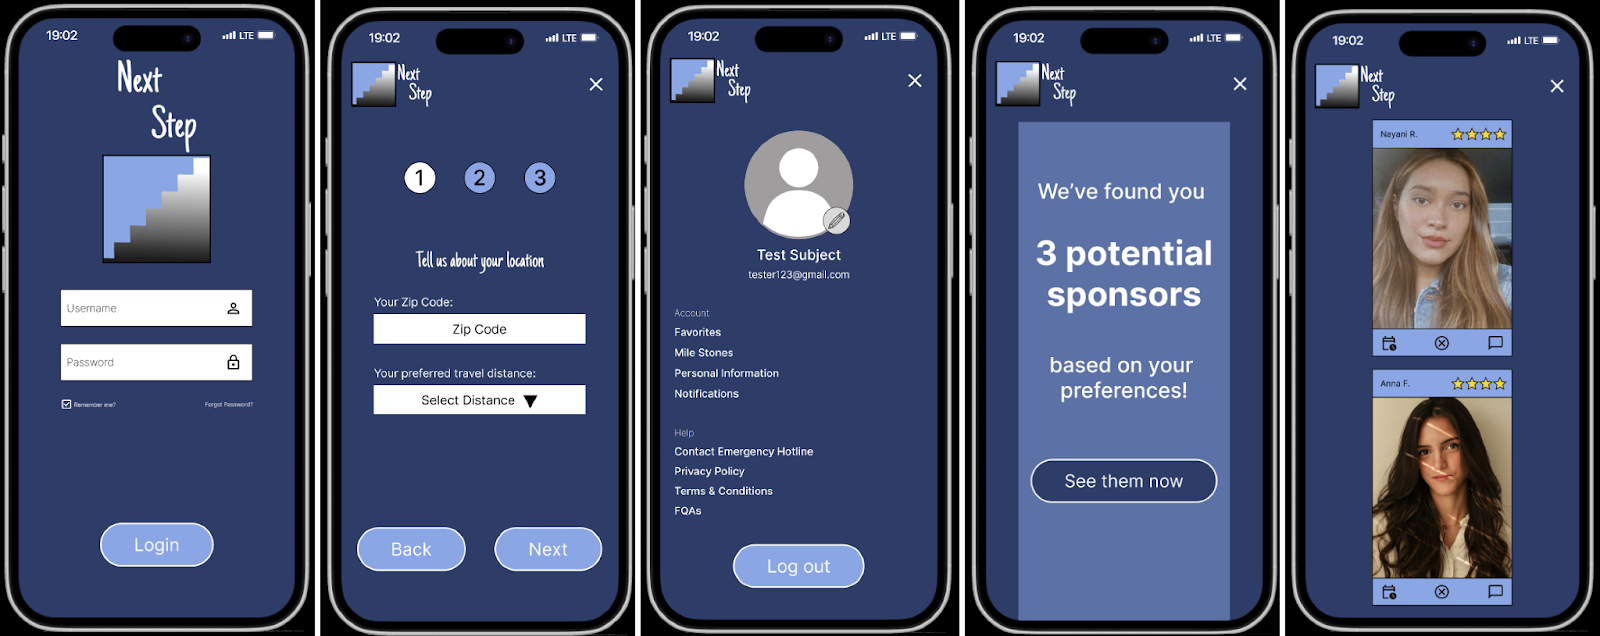 19:02
LTE
Next
Step
Username
Password
Remember me?
Forgot Password?
Login
19:02
LTE
Next
Step
1 2 3
Tell us about your location
Your Zip Code:
Zip Code
Your preferred travel distance:
Select Distance
Back
Next
19:02
LTE
Next
Step
Test Subject
tester123@gmail.com
Account
Favorites
Mile Stones
Personal Information
Notifications
Help
Contact Emergency Hotline
Privacy Policy
Terms & Conditions
FQAs
Log out
19:02
LTE
Next
Step
We've found you
3 potential
sponsors
based on your
preferences!
See them now
19:02
LTE
Next
Step
Nayani R.
Anna F.